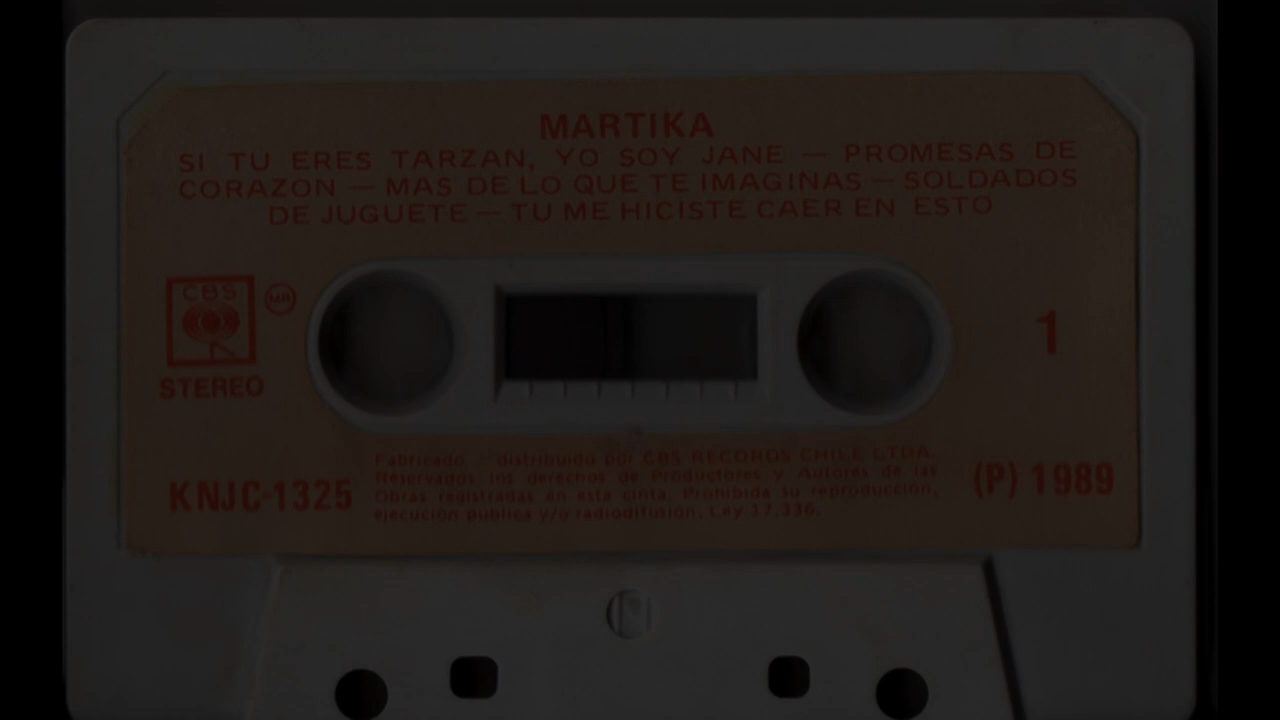 MARTIKA
SI TU ERES TARZAN, YO SOY JANE — PROMESAS DE
CORAZON — MAS DE LO QUE TE IMAGINAS — SOLDADOS
DE JUGUETE — TU ME HICISTE CAER EN ESTO
CBS
MR
STEREO
1
KNJC-1325
Fabricado distribuido por CBS RECORDS CHILE LTDA.
Reservados los derechos de Productores y Autores de las
Obras registradas en esta cinta. Prohibida su reproducción,
ejecución pública y/o radiodifusión. Ley 17.336.
(P) 1989